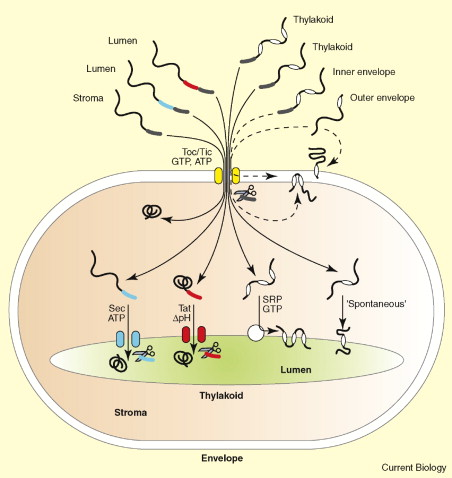 Thylakoid
Lumen
Thylakoid
Lumen
Inner envelope
Stroma
Outer envelope
Toc/Tic
GTP, ATP
Sec
ATP
Tat
ΔpH
SRP
GTP
'Spontaneous'
Lumen
Thylakoid
Stroma
Envelope
Current Biology